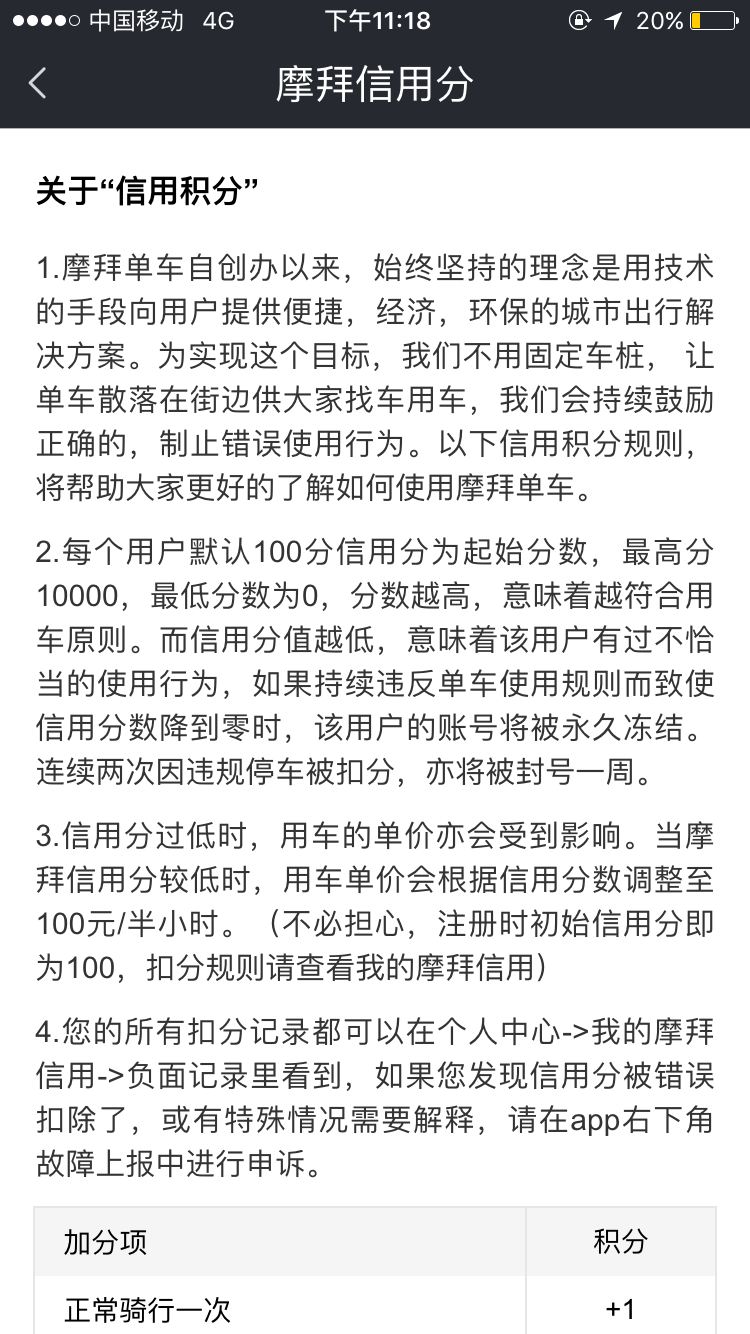 中国移动 4G 下午11:18 20%
摩拜信用分
关于“信用积分”
1.摩拜单车自创办以来，始终坚持的理念是用技术
的手段向用户提供便捷，经济，环保的城市出行解
决方案。为实现这个目标，我们不用固定车桩， 让
单车散落在街边供大家找车用车，我们会持续鼓励
正确的，制止错误使用行为。以下信用积分规则，
将帮助大家更好的了解如何使用摩拜单车。
2.每个用户默认100分信用分为起始分数，最高分
10000，最低分数为0，分数越高，意味着越符合用
车原则。而信用分值越低，意味着该用户有过不恰
当的使用行为，如果持续违反单车使用规则而致使
信用分数降到零时，该用户的账号将被永久冻结。
连续两次因违规停车被扣分，亦将被封号一周。
3.信用分过低时，用车的单价亦会受到影响。当摩
拜信用分较低时，用车单价会根据信用分数调整至
100元/半小时。（不必担心，注册时初始信用分即
为100，扣分规则请查看我的摩拜信用）
4.您的所有扣分记录都可以在个人中心->我的摩拜
信用->负面记录里看到，如果您发现信用分被错误
扣除了，或有特殊情况需要解释，请在app右下角
故障上报中进行申诉。
加分项 积分
正常骑行一次 +1